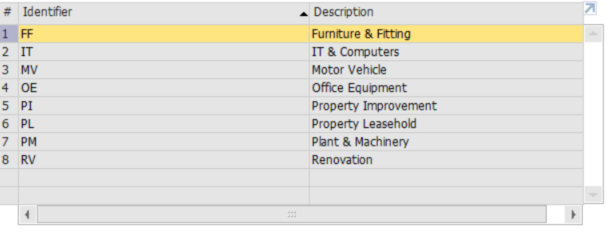 # Identifier Description
1 FF Furniture & Fitting
2 IT IT & Computers
3 MV Motor Vehicle
4 OE Office Equipment
5 PI Property Improvement
6 PL Property Leasehold
7 PM Plant & Machinery
8 RV Renovation